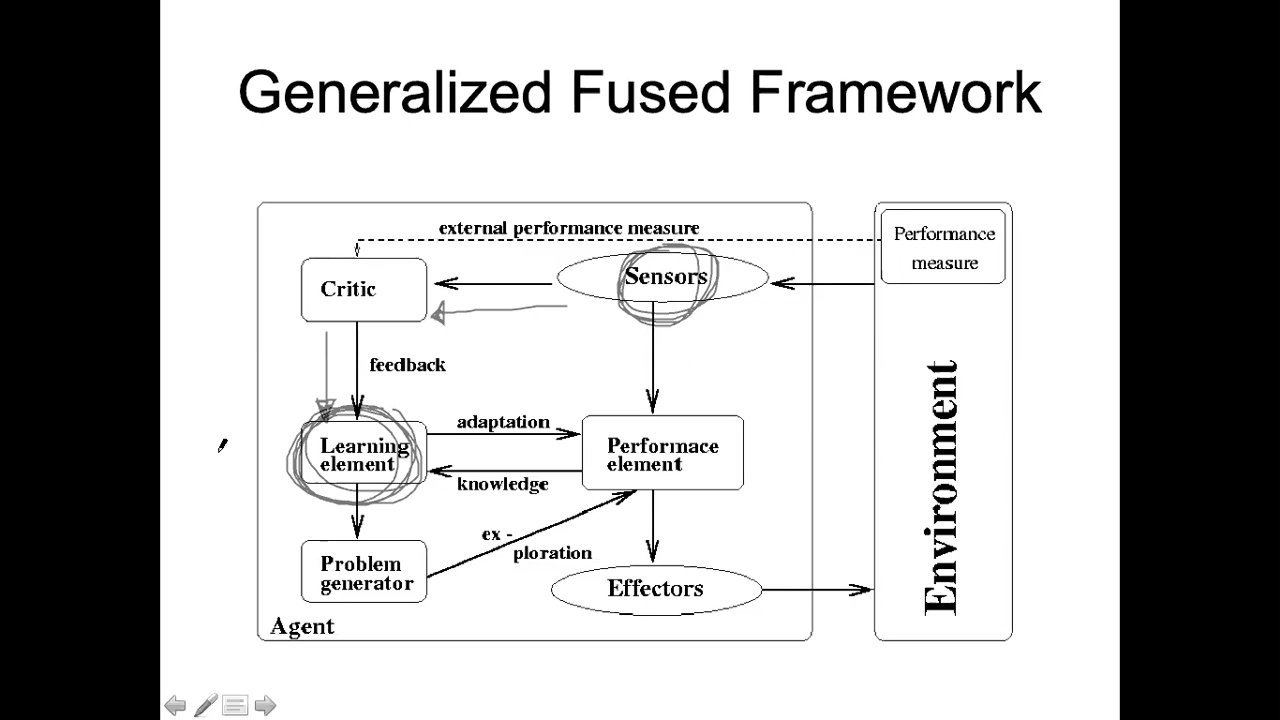 Generalized Fused Framework
external performance measure
Performance
measure
Critic
Sensors
feedback
adaptation
Learning
element
Performace
element
knowledge
ex -
ploration
Problem
generator
Effectors
Agent
Environment